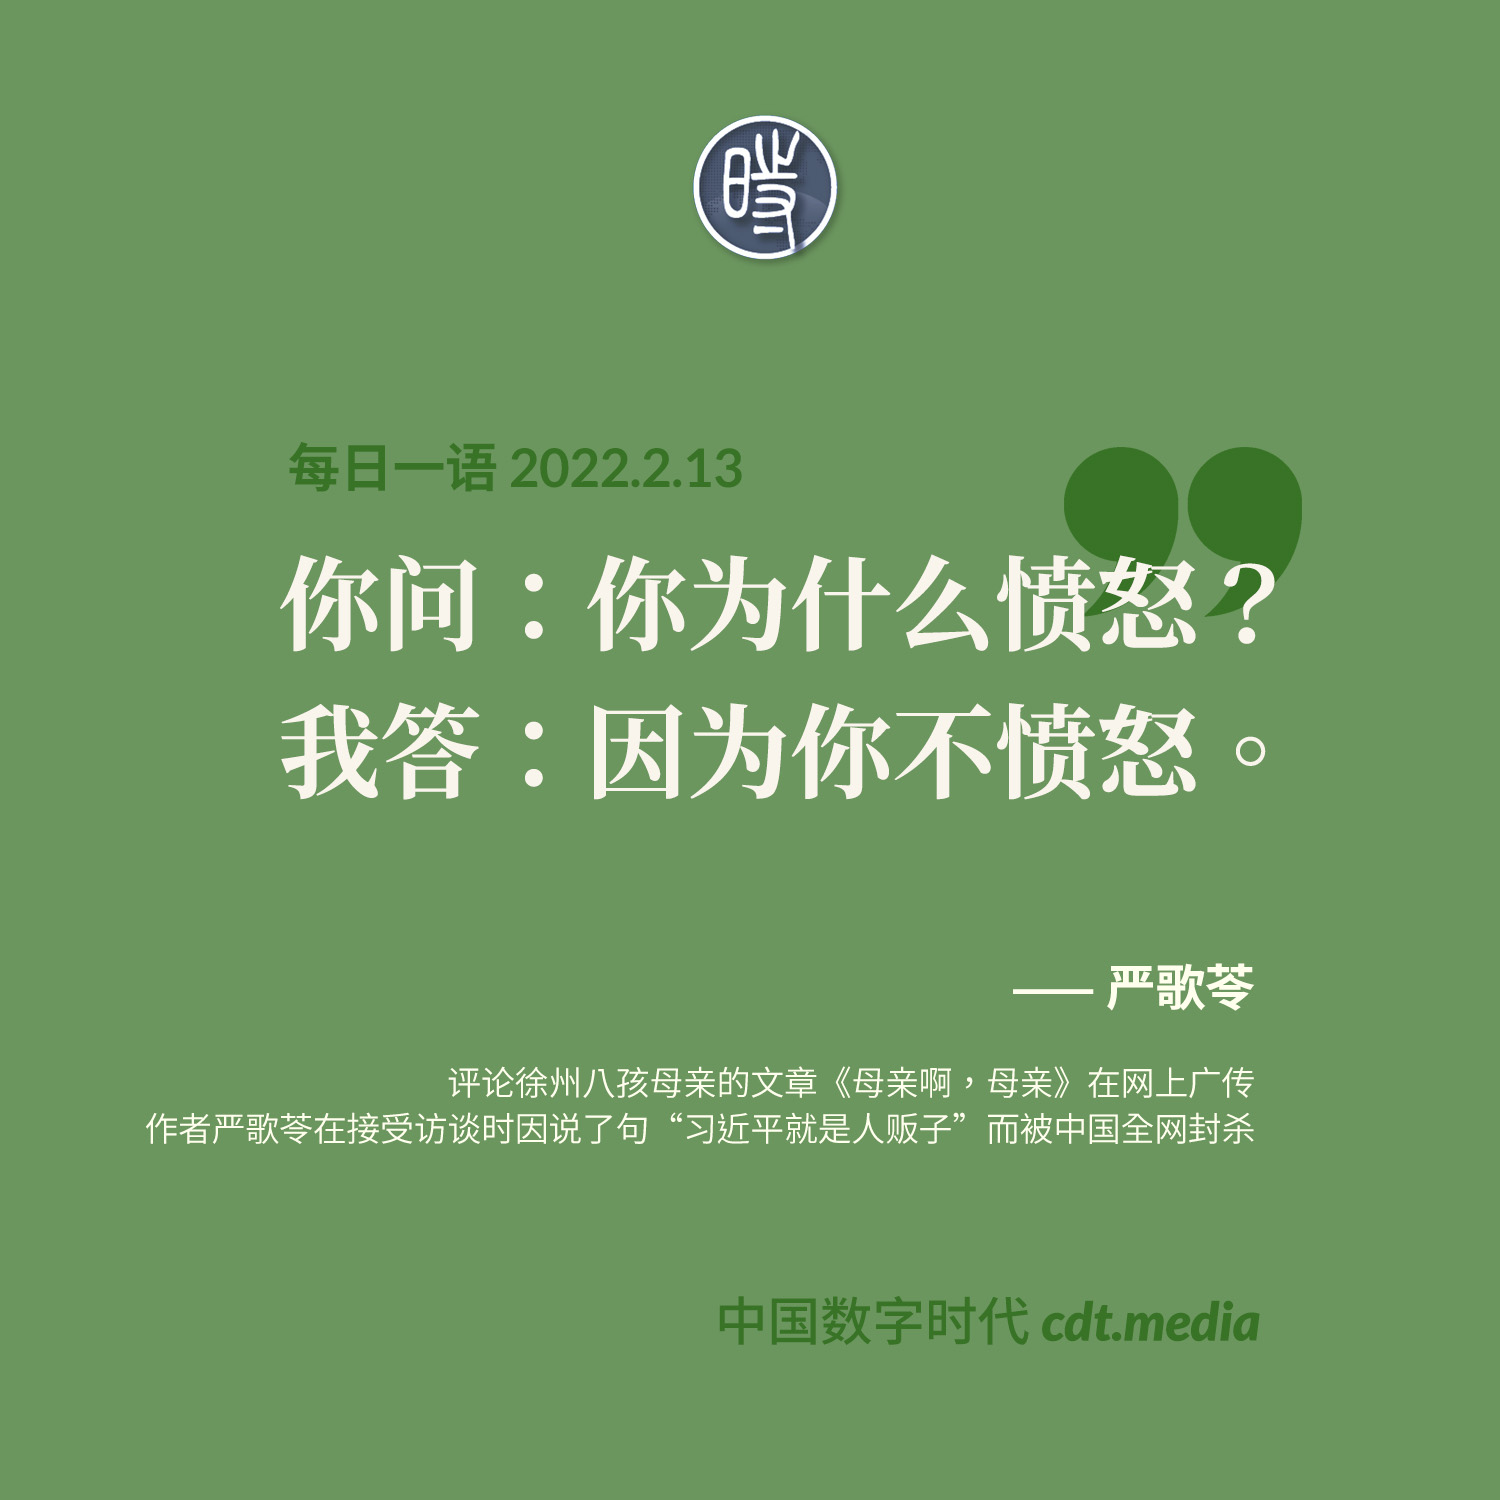 時
每日一语 2022.2.13
你问：你为什么愤怒？
我答：因为你不愤怒。
—— 严歌苓
评论徐州八孩母亲的文章《母亲啊，母亲》在网上广传
作者严歌苓在接受访谈时因说了句“习近平就是人贩子”而被中国全网封杀
中国数字时代 cdt.media